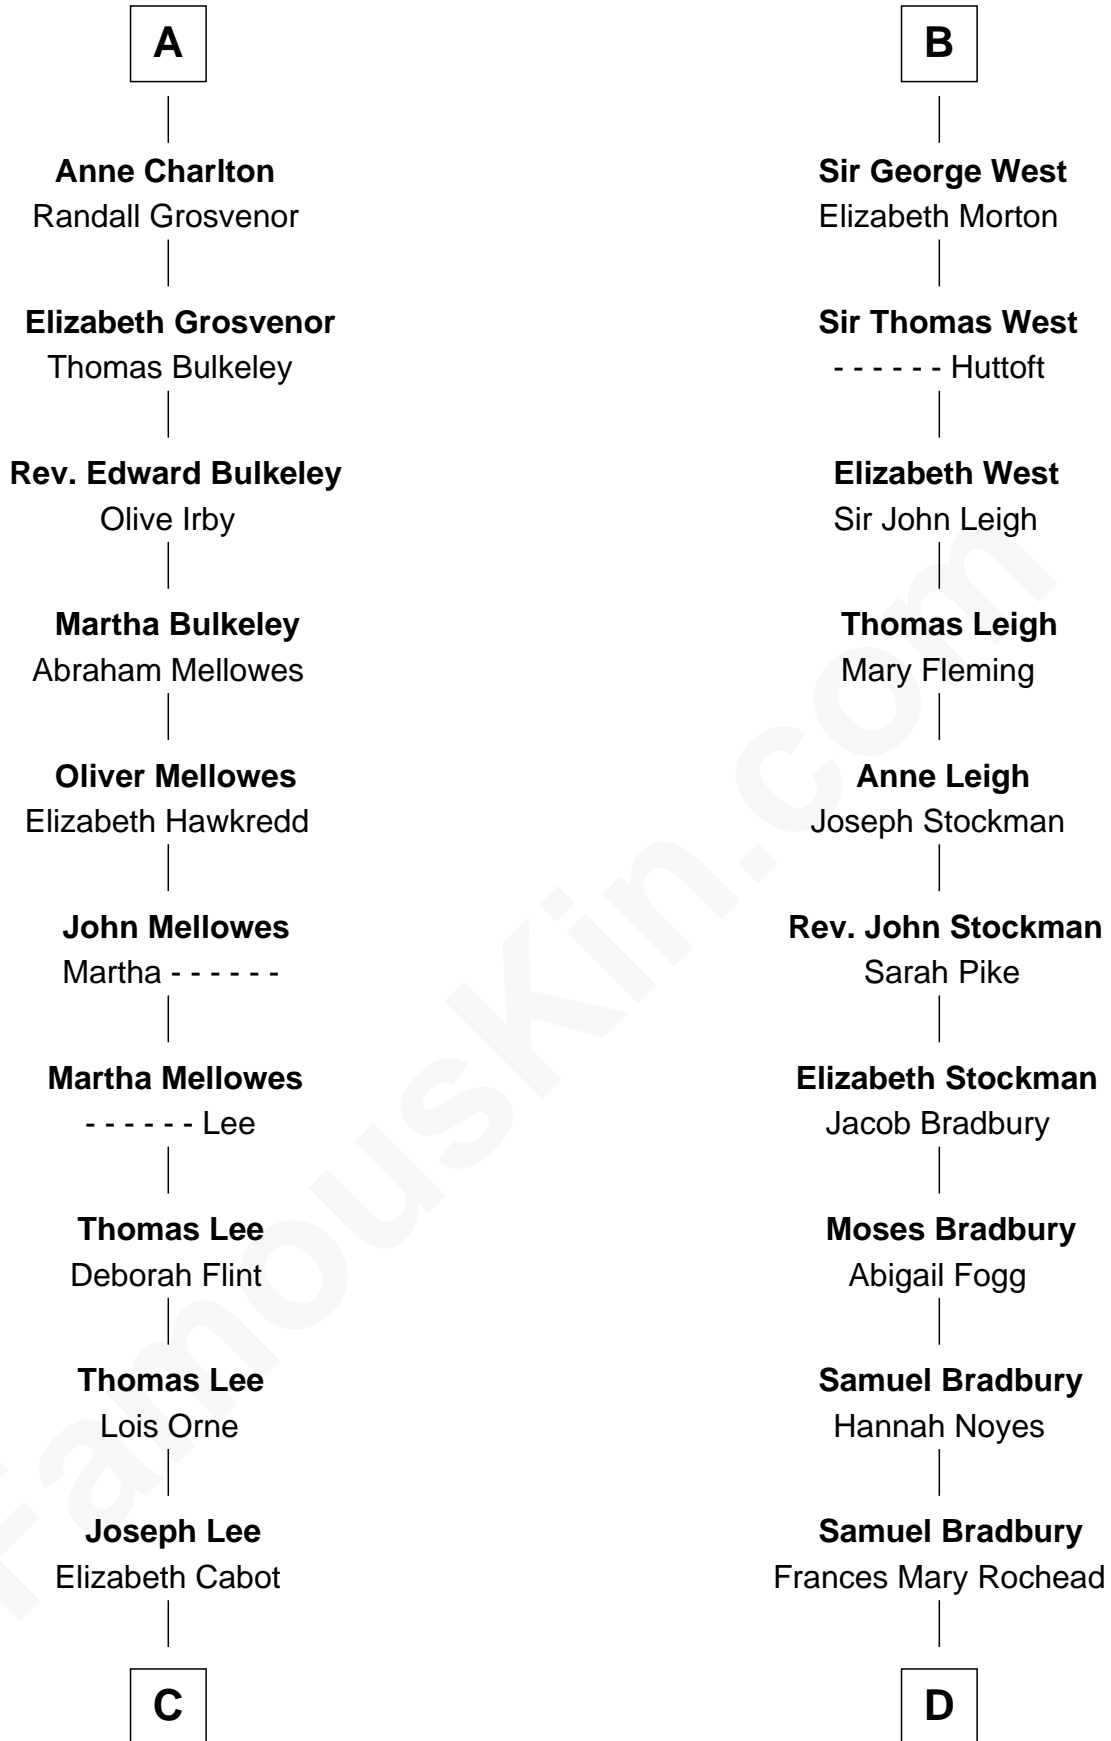 A
Anne Charlton
Randall Grosvenor
Elizabeth Grosvenor
Thomas Bulkeley
Rev. Edward Bulkeley
Olive Irby
Martha Bulkeley
Abraham Mellowes
Oliver Mellowes
Elizabeth Hawkredd
John Mellowes
Martha - - - - - -
Martha Mellowes
- - - - - - Lee
Thomas Lee
Deborah Flint
Thomas Lee
Lois Orne
Joseph Lee
Elizabeth Cabot
C
B
Sir George West
Elizabeth Morton
Sir Thomas West
- - - - - - Huttoft
Elizabeth West
Sir John Leigh
Thomas Leigh
Mary Fleming
Anne Leigh
Joseph Stockman
Rev. John Stockman
Sarah Pike
Elizabeth Stockman
Jacob Bradbury
Moses Bradbury
Abigail Fogg
Samuel Bradbury
Hannah Noyes
Samuel Bradbury
Frances Mary Rochead
D
FamousKin.com